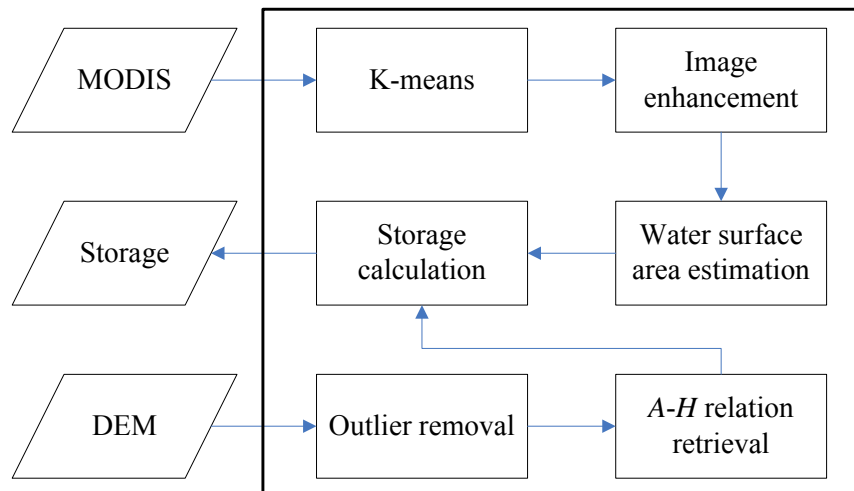 MODIS
K-means
Image
enhancement
Storage
Storage
calculation
Water surface
area estimation
DEM
Outlier removal
A-H relation
retrieval